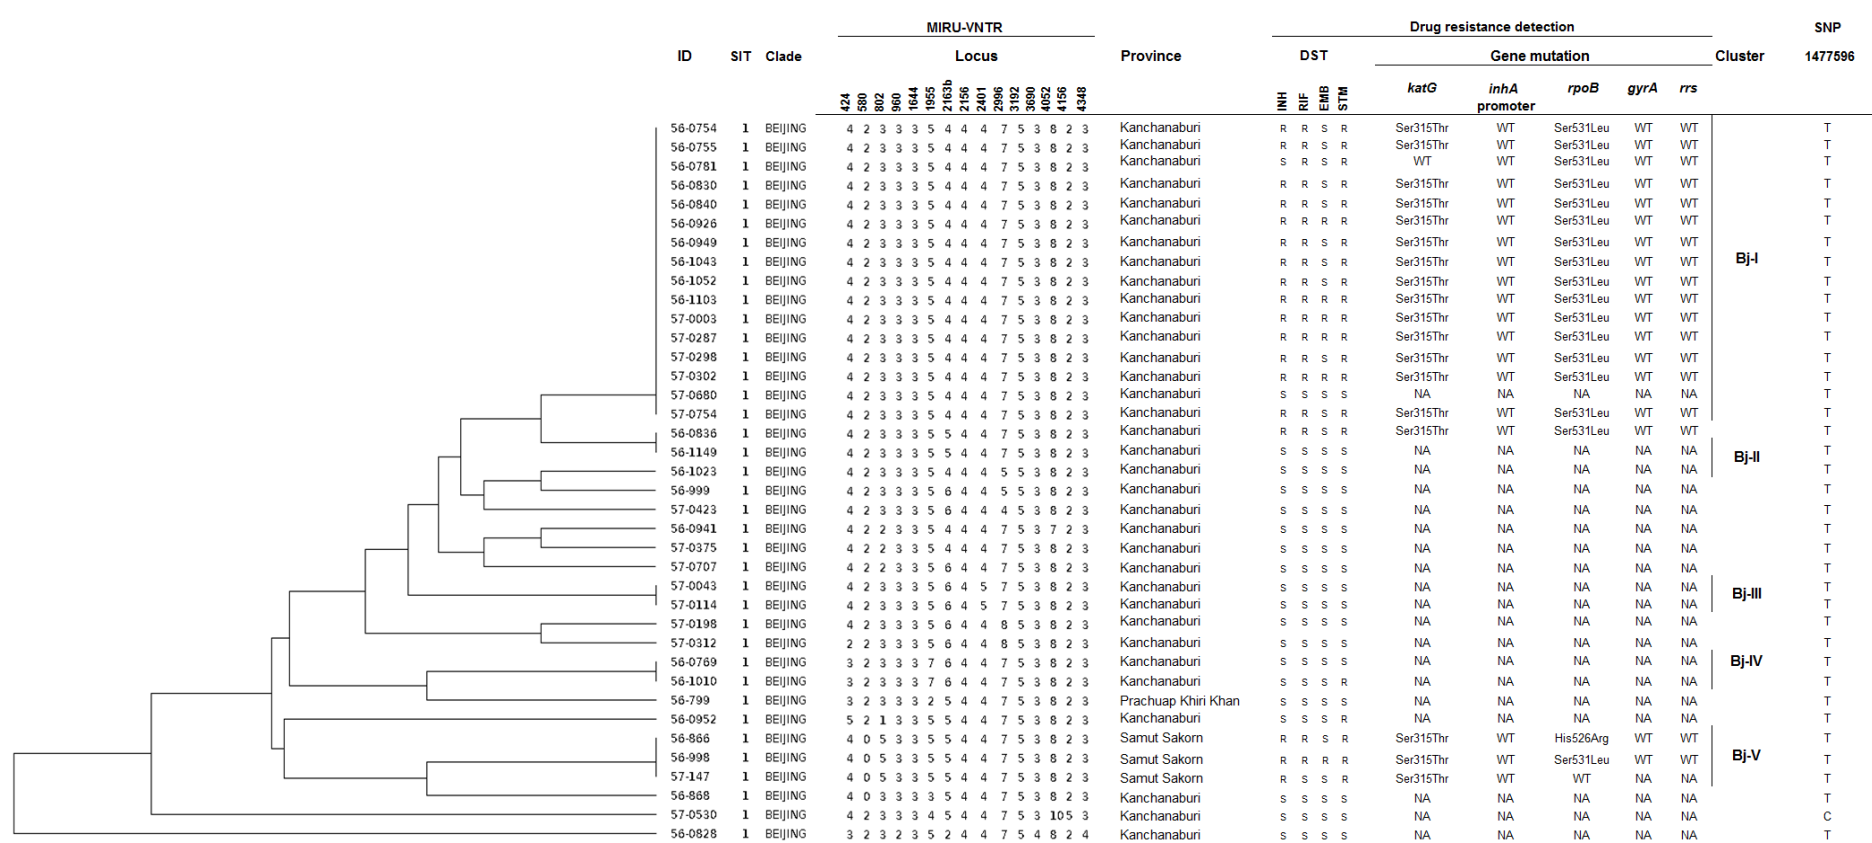 MIRU-VNTR Drug resistance detection SNP
ID SIT Clade Locus Province DST Gene mutation Cluster 1477596
424 580 802 960 1644 1955 2163b 2156 2401 2996 3192 3690 4052 4156 4348 INH RIF EMB STM katG inhA promoter rpoB gyrA rrs
56-0754 1 BEIJING 4 2 3 3 3 5 4 4 4 7 5 3 8 2 3 Kanchanaburi R R S R Ser315Thr WT Ser531Leu WT WT T
56-0755 1 BEIJING 4 2 3 3 3 5 4 4 4 7 5 3 8 2 3 Kanchanaburi R R S R Ser315Thr WT Ser531Leu WT WT T
56-0781 1 BEIJING 4 2 3 3 3 5 4 4 4 7 5 3 8 2 3 Kanchanaburi S R S R WT WT Ser531Leu WT WT T
56-0830 1 BEIJING 4 2 3 3 3 5 4 4 4 7 5 3 8 2 3 Kanchanaburi R R S R Ser315Thr WT Ser531Leu WT WT T
56-0840 1 BEIJING 4 2 3 3 3 5 4 4 4 7 5 3 8 2 3 Kanchanaburi R R S R Ser315Thr WT Ser531Leu WT WT T
56-0926 1 BEIJING 4 2 3 3 3 5 4 4 4 7 5 3 8 2 3 Kanchanaburi R R R R Ser315Thr WT Ser531Leu WT WT T
56-0949 1 BEIJING 4 2 3 3 3 5 4 4 4 7 5 3 8 2 3 Kanchanaburi R R S R Ser315Thr WT Ser531Leu WT WT T
56-1043 1 BEIJING 4 2 3 3 3 5 4 4 4 7 5 3 8 2 3 Kanchanaburi R R S R Ser315Thr WT Ser531Leu WT WT Bj-I T
56-1052 1 BEIJING 4 2 3 3 3 5 4 4 4 7 5 3 8 2 3 Kanchanaburi R R S R Ser315Thr WT Ser531Leu WT WT T
56-1103 1 BEIJING 4 2 3 3 3 5 4 4 4 7 5 3 8 2 3 Kanchanaburi R R R R Ser315Thr WT Ser531Leu WT WT T
57-0003 1 BEIJING 4 2 3 3 3 5 4 4 4 7 5 3 8 2 3 Kanchanaburi R R R R Ser315Thr WT Ser531Leu WT WT T
57-0287 1 BEIJING 4 2 3 3 3 5 4 4 4 7 5 3 8 2 3 Kanchanaburi R R R R Ser315Thr WT Ser531Leu WT WT T
57-0298 1 BEIJING 4 2 3 3 3 5 4 4 4 7 5 3 8 2 3 Kanchanaburi R R S R Ser315Thr WT Ser531Leu WT WT T
57-0302 1 BEIJING 4 2 3 3 3 5 4 4 4 7 5 3 8 2 3 Kanchanaburi R R R R Ser315Thr WT Ser531Leu WT WT T
57-0680 1 BEIJING 4 2 3 3 3 5 4 4 4 7 5 3 8 2 3 Kanchanaburi S S S S NA NA NA NA NA T
57-0754 1 BEIJING 4 2 3 3 3 5 4 4 4 7 5 3 8 2 3 Kanchanaburi R R S R Ser315Thr WT Ser531Leu WT WT T
56-0836 1 BEIJING 4 2 3 3 3 5 5 4 4 7 5 3 8 2 3 Kanchanaburi R R S R Ser315Thr WT Ser531Leu WT WT T
56-1149 1 BEIJING 4 2 3 3 3 5 5 4 4 7 5 3 8 2 3 Kanchanaburi S S S S NA NA NA NA NA Bj-II T
56-1023 1 BEIJING 4 2 3 3 3 5 5 4 4 5 5 3 8 2 3 Kanchanaburi S S S S NA NA NA NA NA T
56-999 1 BEIJING 4 2 3 3 3 5 6 4 4 5 5 3 8 2 3 Kanchanaburi S S S S NA NA NA NA NA T
57-0423 1 BEIJING 4 2 3 3 3 5 6 4 4 4 5 3 8 2 3 Kanchanaburi S S S S NA NA NA NA NA T
56-0941 1 BEIJING 4 2 2 3 3 5 4 4 4 7 5 3 7 2 3 Kanchanaburi S S S S NA NA NA NA NA T
57-0375 1 BEIJING 4 2 2 3 3 5 4 4 4 7 5 3 8 2 3 Kanchanaburi S S S S NA NA NA NA NA T
57-0707 1 BEIJING 4 2 2 3 3 5 6 4 4 7 5 3 8 2 3 Kanchanaburi S S S S NA NA NA NA NA T
57-0043 1 BEIJING 4 2 3 3 3 5 6 4 5 7 5 3 8 2 3 Kanchanaburi S S S S NA NA NA NA NA Bj-III T
57-0114 1 BEIJING 4 2 3 3 3 5 6 4 5 7 5 3 8 2 3 Kanchanaburi S S S S NA NA NA NA NA T
57-0198 1 BEIJING 4 2 3 3 3 5 6 4 4 8 5 3 8 2 3 Kanchanaburi S S S S NA NA NA NA NA T
57-0312 1 BEIJING 2 2 3 3 3 5 6 4 4 8 5 3 8 2 3 Kanchanaburi S S S S NA NA NA NA NA T
56-0769 1 BEIJING 3 2 3 3 3 7 6 4 4 7 5 3 8 2 3 Kanchanaburi S S S S NA NA NA NA NA Bj-IV T
56-1010 1 BEIJING 3 2 3 3 3 7 6 4 4 7 5 3 8 2 3 Kanchanaburi S S S R NA NA NA NA NA T
56-799 1 BEIJING 3 2 3 3 3 2 5 4 4 7 5 3 8 2 3 Prachuap Khiri Khan S S S S NA NA NA NA NA T
56-0952 1 BEIJING 5 2 1 3 3 5 5 4 4 7 5 3 8 2 3 Kanchanaburi S S S R NA NA NA NA NA T
56-866 1 BEIJING 4 0 5 3 3 5 5 4 4 7 5 3 8 2 3 Samut Sakorn R R S R Ser315Thr WT His526Arg WT WT T
56-998 1 BEIJING 4 0 5 3 3 5 5 4 4 7 5 3 8 2 3 Samut Sakorn R R R R Ser315Thr WT Ser531Leu WT WT Bj-V T
57-147 1 BEIJING 4 0 5 3 3 5 5 4 4 7 5 3 8 2 3 Samut Sakorn R S S R Ser315Thr WT WT NA NA T
56-868 1 BEIJING 4 0 3 3 3 3 5 4 4 7 5 3 8 2 3 Kanchanaburi S S S S NA NA NA NA NA T
57-0530 1 BEIJING 4 2 3 3 3 4 5 4 4 7 5 3 10 5 3 Kanchanaburi S S S S NA NA NA NA NA C
56-0828 1 BEIJING 3 2 3 2 3 5 2 4 4 7 5 4 8 2 4 Kanchanaburi S S S S NA NA NA NA NA T